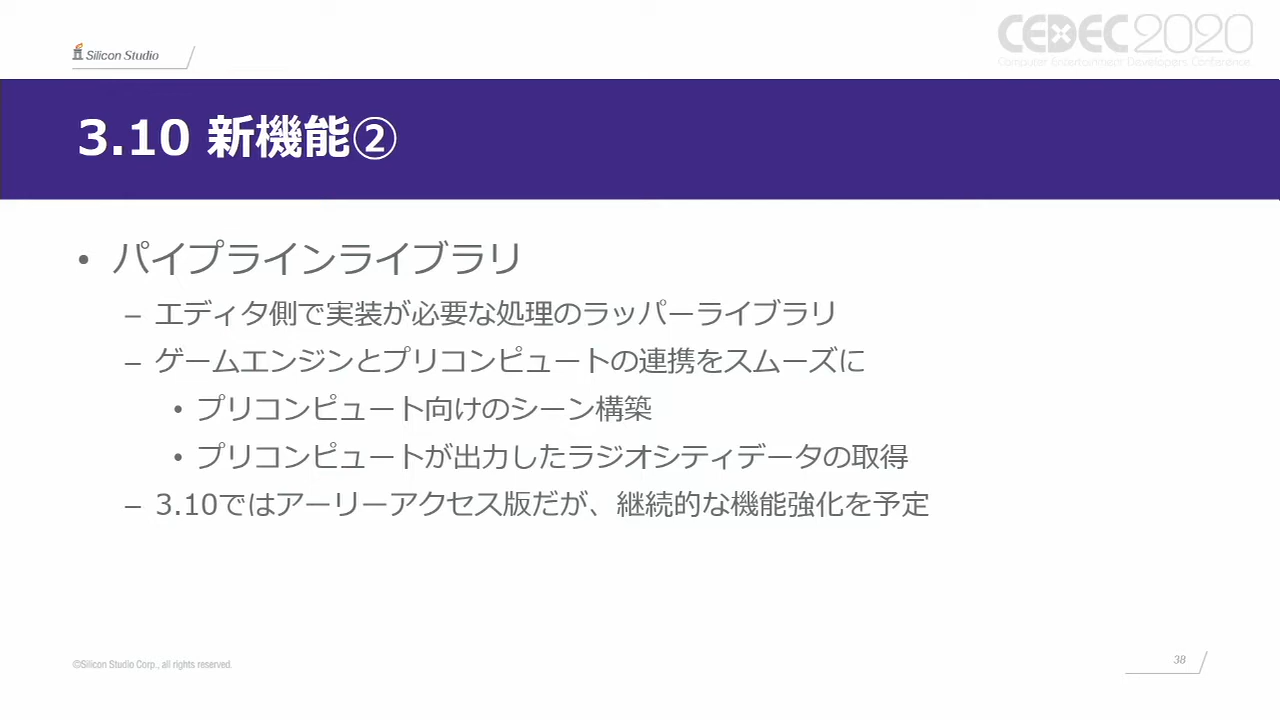 Silicon Studio
CEDEC2020
Computer Entertainment Developers Conference
3.10 新機能②
• パイプラインライブラリ
– エディタ側で実装が必要な処理のラッパーライブラリ
– ゲームエンジンとプリコンピュートの連携をスムーズに
• プリコンピュート向けのシーン構築
• プリコンピュートが出力したラジオシティデータの取得
– 3.10ではアーリーアクセス版だが、継続的な機能強化を予定
©Silicon Studio Corp., all rights reserved.
38